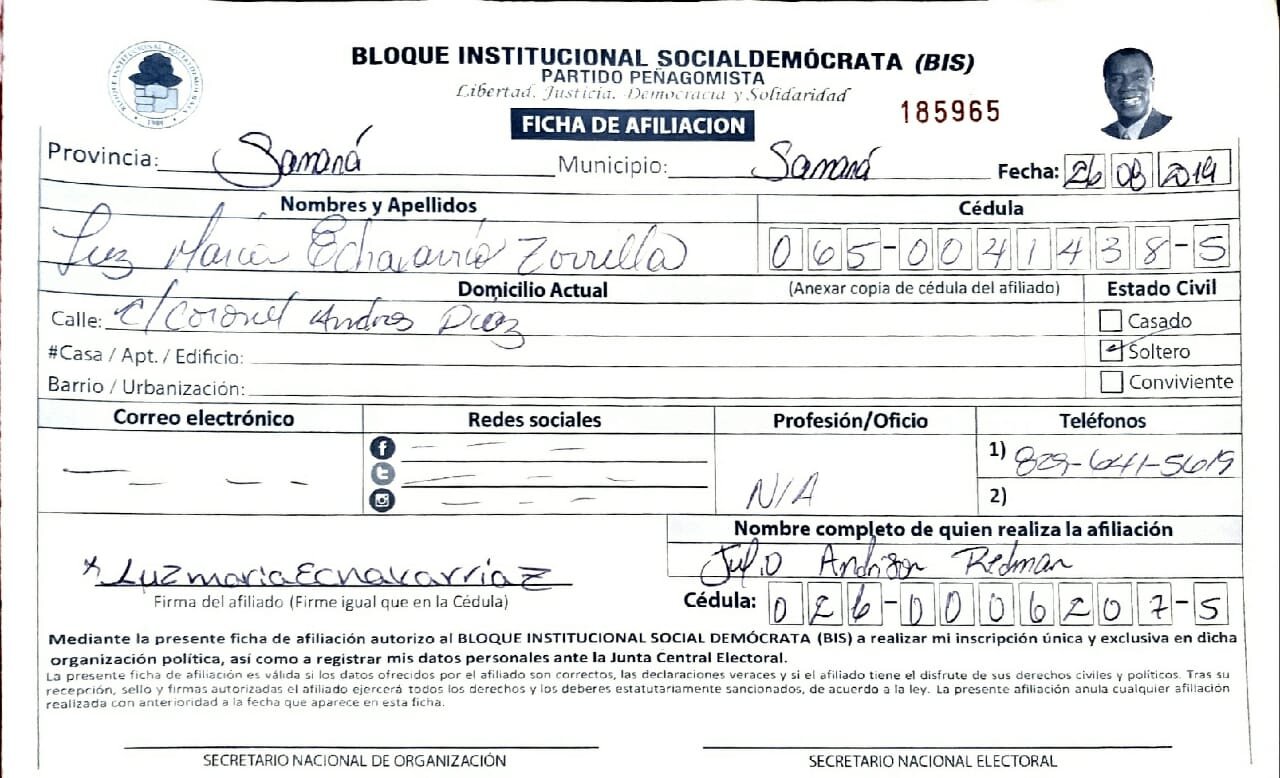 BLOQUE INSTITUCIONAL SOCIALDEMÓCRATA (BIS)
PARTIDO PEÑAGOMISTA
Libertad, Justicia, Democracia y Solidaridad
185965
FICHA DE AFILIACION
Provincia: Samaná Municipio: Samaná Fecha: 26 08 2019
Nombres y Apellidos Cédula
Luz María Echavarría Zorrilla 065-0041438-5
Domicilio Actual (Anexar copia de cédula del afiliado) Estado Civil
Calle: C/Coronel Andres Díaz Casado
#Casa / Apt. / Edificio: Soltero
Barrio / Urbanización: Conviviente
Correo electrónico Redes sociales Profesión/Oficio Teléfonos
1) 829-641-5619
N/A 2)
Nombre completo de quien realiza la afiliación
Julio Redman
Luz maria Echavarria Z
Firma del afiliado (Firme igual que en la Cédula) Cédula: 026-0006207-5
Mediante la presente ficha de afiliación autorizo al BLOQUE INSTITUCIONAL SOCIAL DEMÓCRATA (BIS) a realizar mi inscripción única y exclusiva en dicha
organización política, así como a registrar mis datos personales ante la Junta Central Electoral.
La presente ficha de afiliación es válida si los datos ofrecidos por el afiliado son correctos, las declaraciones veraces y si el afiliado tiene el disfrute de sus derechos civiles y políticos. Tras su
recepción, sello y firmas autorizadas el afiliado ejercerá todos los derechos y los deberes estatutariamente sancionados, de acuerdo a la ley. La presente afiliación anula cualquier afiliación
realizada con anterioridad a la fecha que aparece en esta ficha.
SECRETARIO NACIONAL DE ORGANIZACIÓN SECRETARIO NACIONAL ELECTORAL